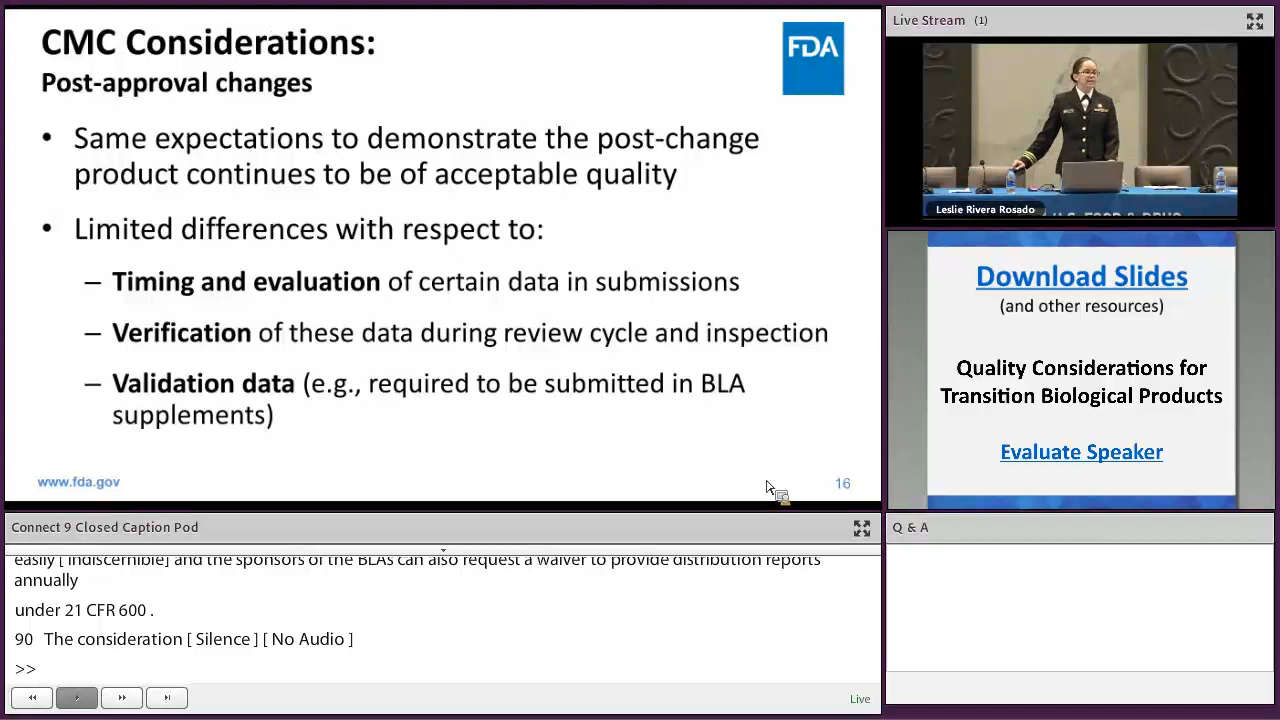 CMC Considerations:
Post-approval changes
FDA
• Same expectations to demonstrate the post-change
product continues to be of acceptable quality
• Limited differences with respect to:
– Timing and evaluation of certain data in submissions
– Verification of these data during review cycle and inspection
– Validation data (e.g., required to be submitted in BLA
supplements)
www.fda.gov
16
Live Stream (1)
Leslie Rivera Rosado
U.S. FOOD & DRUG
Download Slides
(and other resources)
Quality Considerations for
Transition Biological Products
Evaluate Speaker
Connect 9 Closed Caption Pod
easily [ indiscernible] and the sponsors of the BLAs can also request a waiver to provide distribution reports
annually
under 21 CFR 600 .
90 The consideration [ Silence ] [ No Audio ]
>>
Live
Q & A